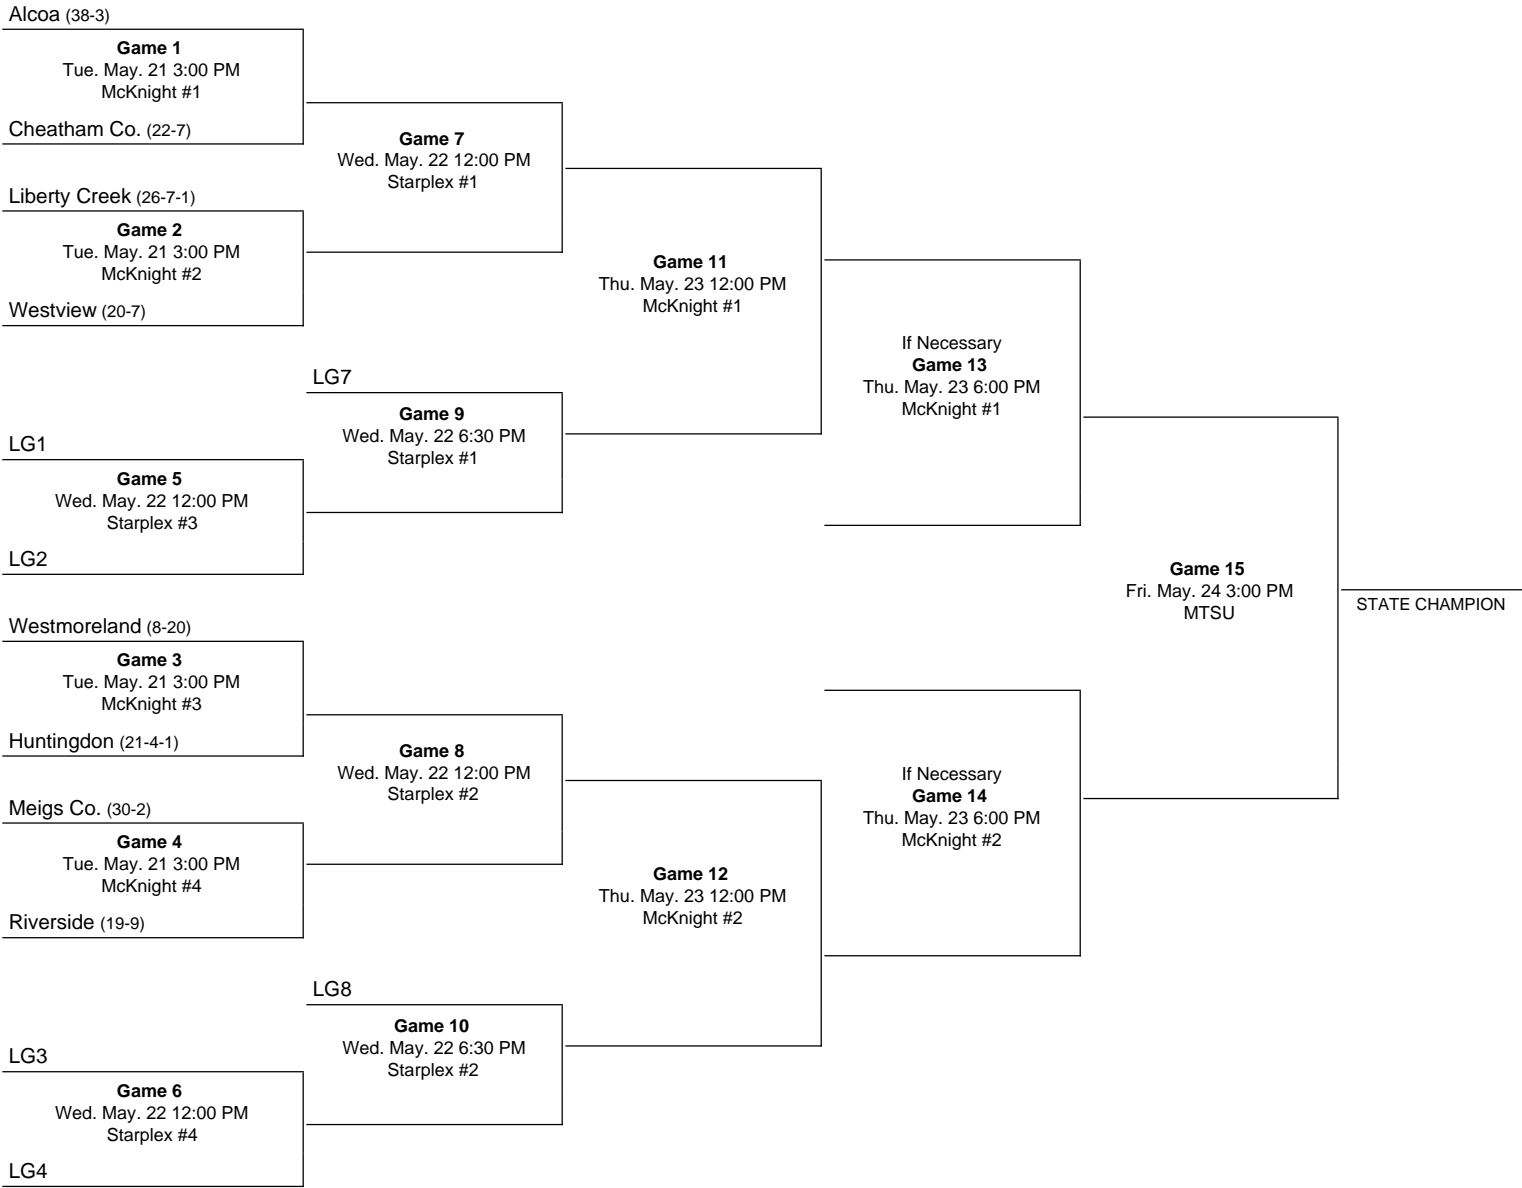 Alcoa (38-3)
Game 1
Tue. May. 21 3:00 PM
McKnight #1
Cheatham Co. (22-7)
Game 7
Wed. May. 22 12:00 PM
Starplex #1
Liberty Creek (26-7-1)
Game 2
Tue. May. 21 3:00 PM
McKnight #2
Westview (20-7)
Game 11
Thu. May. 23 12:00 PM
McKnight #1
LG7
Game 9
Wed. May. 22 6:30 PM
Starplex #1
LG1
Game 5
Wed. May. 22 12:00 PM
Starplex #3
LG2
If Necessary
Game 13
Thu. May. 23 6:00 PM
McKnight #1
Game 15
Fri. May. 24 3:00 PM
MTSU
STATE CHAMPION
Westmoreland (8-20)
Game 3
Tue. May. 21 3:00 PM
McKnight #3
Huntingdon (21-4-1)
Game 8
Wed. May. 22 12:00 PM
Starplex #2
Meigs Co. (30-2)
Game 4
Tue. May. 21 3:00 PM
McKnight #4
Riverside (19-9)
If Necessary
Game 14
Thu. May. 23 6:00 PM
McKnight #2
Game 12
Thu. May. 23 12:00 PM
McKnight #2
LG8
Game 10
Wed. May. 22 6:30 PM
Starplex #2
LG3
Game 6
Wed. May. 22 12:00 PM
Starplex #4
LG4